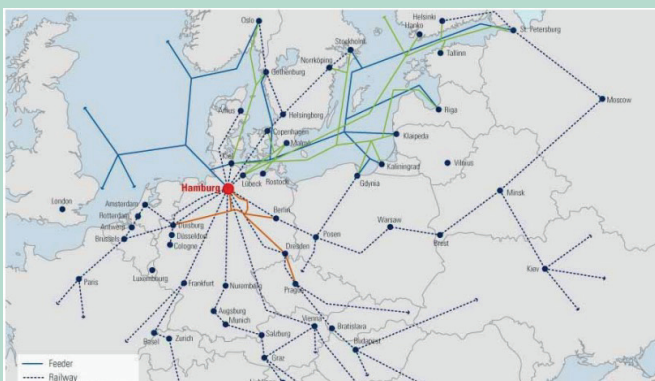 Helsinki
Oslo
Hanko
St. Petersburg
Stockholm
Tallinn
Norrköping
Gothenburg
Riga
Moscow
Århus
Helsingborg
Copenhagen
Klaipeda
Malmö
Kiel
Kaliningrad
Vilnius
Lübeck
Rostock
Gdynia
Hamburg
Minsk
London
Amsterdam
Rotterdam
Berlin
Antwerp
Duisburg
Warsaw
Düsseldorf
Posen
Brest
Brussels
Cologne
Dresden
Luxembourg
Kiev
Paris
Frankfurt
Nuremberg
Prague
Augsburg
Munich
Vienna
Bratislava
Basel
Zurich
Salzburg
Budapest
Graz
Feeder
Railway